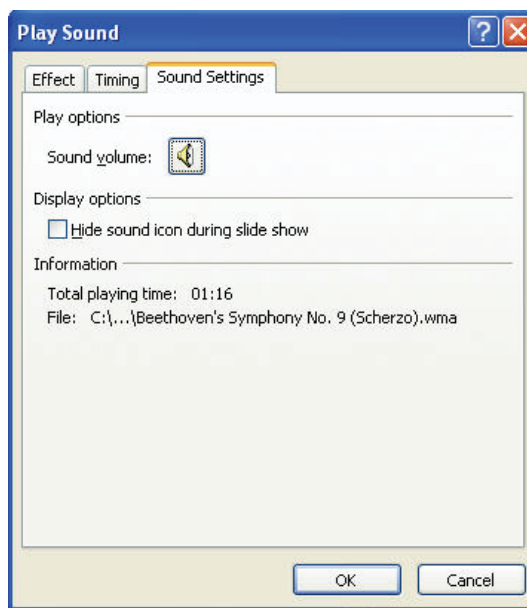 Play Sound
Effect Timing Sound Settings
Play options
Sound volume:
Display options
Hide sound icon during slide show
Information
Total playing time: 01:16
File: C:\...\Beethoven's Symphony No. 9 (Scherzo).wma
OK Cancel